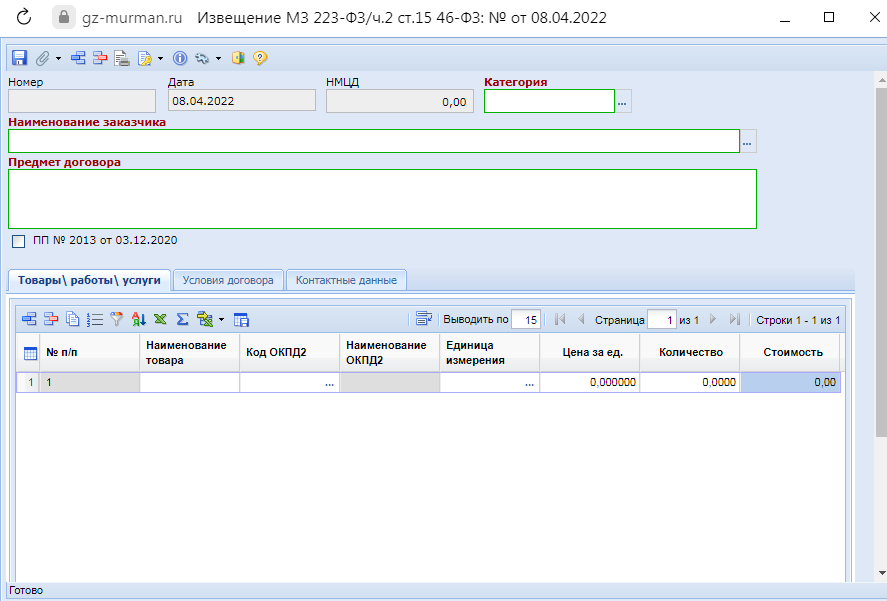 gz-murman.ru Извещение МЗ 223-ФЗ/ч.2 ст.15 46-ФЗ: № от 08.04.2022
Номер Дата НМЦД Категория
08.04.2022 0,00 ...
Наименование заказчика
...
Предмет договора
ПП № 2013 от 03.12.2020
Товары\ работы\ услуги Условия договора Контактные данные
Выводить по 15 Страница 1 из 1 Строки 1 - 1 из 1
№ п/п Наименование товара Код ОКПД2 Наименование ОКПД2 Единица измерения Цена за ед. Количество Стоимость
1 1 ... ... 0,000000 0,0000 0,00
Готово